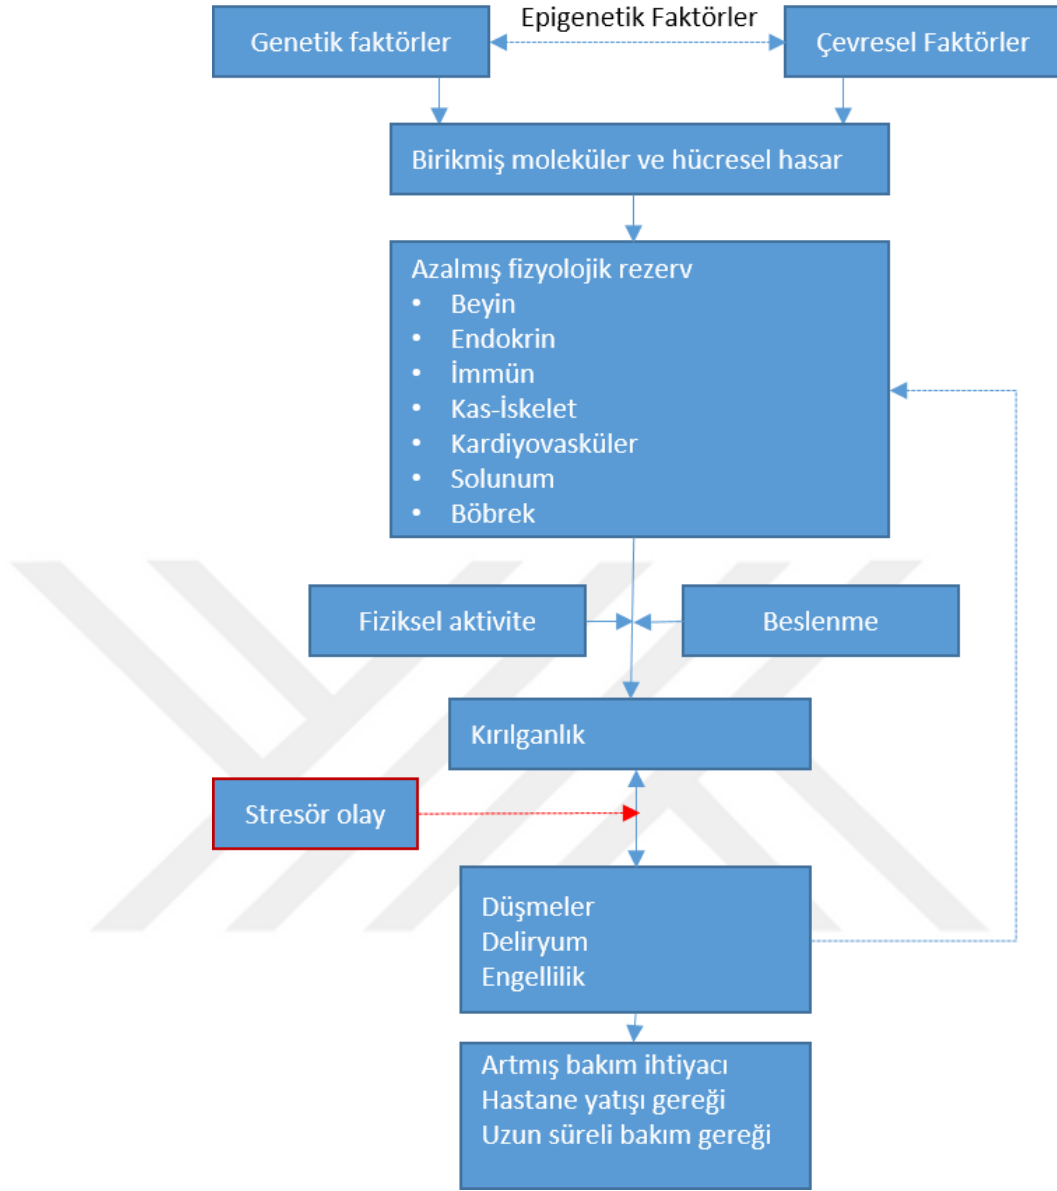 Epigenetik Faktörler
Genetik faktörler
Çevresel Faktörler
Birikmiş moleküler ve hücresel hasar
Azalmış fizyolojik rezerv
• Beyin
• Endokrin
• İmmün
• Kas-İskelet
• Kardiyovasküler
• Solunum
• Böbrek
Fiziksel aktivite
Beslenme
Kırılganlık
Stresör olay
Düşmeler
Deliryum
Engellilik
Artmış bakım ihtiyacı
Hastane yatışı gereği
Uzun süreli bakım gereği